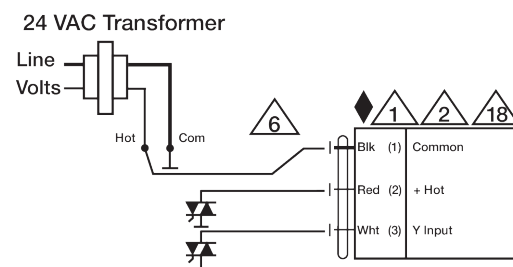 24 VAC Transformer
Line
Volts
Hot Com
6
1 2 18
Blk (1) Common
Red (2) + Hot
Wht (3) Y Input